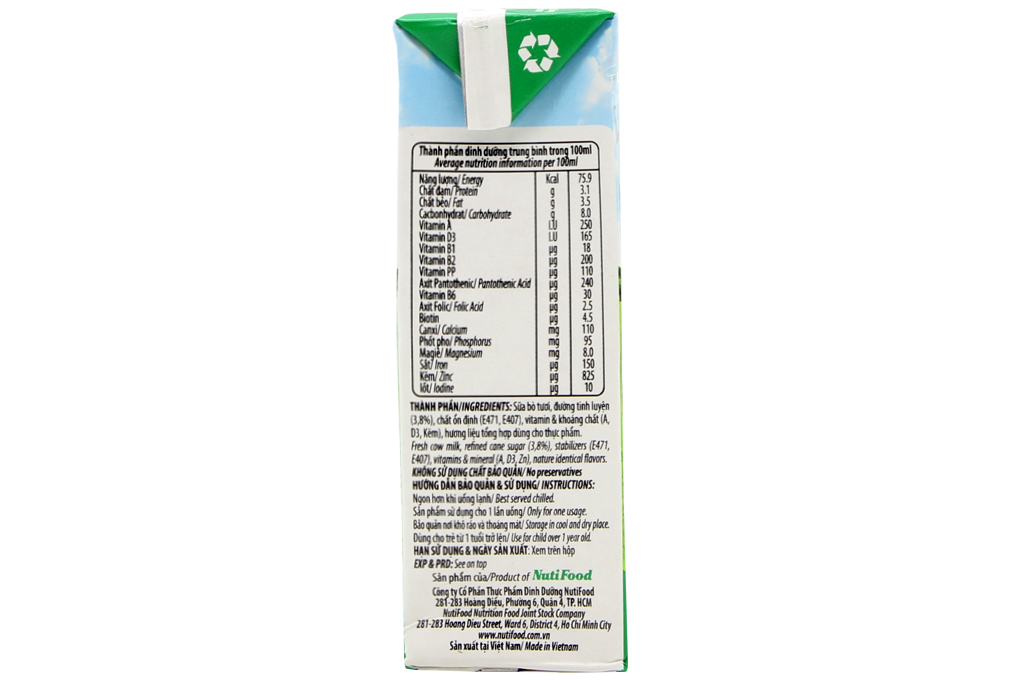 Thành phần dinh dưỡng trung bình trong 100ml
Average nutrition information per 100ml
Năng lượng/ Energy Kcal 75.9
Chất đạm/ Protein g 3.1
Chất béo/ Fat g 3.5
Cacbonhydrat/ Carbohydrate g 8.0
Vitamin A I.U 250
Vitamin D3 I.U 165
Vitamin B1 µg 18
Vitamin B2 µg 200
Vitamin PP µg 110
Axit Pantothenic/ Pantothenic Acid µg 240
Vitamin B6 µg 30
Axit Folic/ Folic Acid µg 2.5
Biotin µg 4.5
Canxi/ Calcium mg 110
Phốt pho/ Phosphorus mg 95
Magiê/ Magnesium mg 8.0
Sắt/ Iron µg 150
Kẽm/ Zinc µg 825
Iốt/ Iodine µg 10
THÀNH PHẦN/INGREDIENTS: Sữa bò tươi, đường tinh luyện
(3,8%), chất ổn định (E471, E407), vitamin & khoáng chất (A,
D3, Kẽm), hương liệu tổng hợp dùng cho thực phẩm.
Fresh cow milk, refined cane sugar (3,8%), stabilizers (E471,
E407), vitamins & mineral (A, D3, Zn), nature identical flavors.
KHÔNG SỬ DỤNG CHẤT BẢO QUẢN/ No preservatives
HƯỚNG DẪN BẢO QUẢN & SỬ DỤNG/ INSTRUCTIONS:
Ngon hơn khi uống lạnh/ Best served chilled.
Sản phẩm sử dụng cho 1 lần uống/ Only for one usage.
Bảo quản nơi khô ráo và thoáng mát/ Storage in cool and dry place.
Dùng cho trẻ từ 1 tuổi trở lên/ Use for child over 1 year old.
HẠN SỬ DỤNG & NGÀY SẢN XUẤT: Xem trên hộp
EXP & PRD: See on top
Sản phẩm của/Product of NutiFood
Công ty Cổ Phần Thực Phẩm Dinh Dưỡng NutiFood
281-283 Hoàng Diệu, Phường 6, Quận 4, TP. HCM
NutiFood Nutrition Food Joint Stock Company
281-283 Hoang Dieu Street, Ward 6, District 4, Ho Chi Minh City
www.nutifood.com.vn
Sản xuất tại Việt Nam/ Made in Vietnam